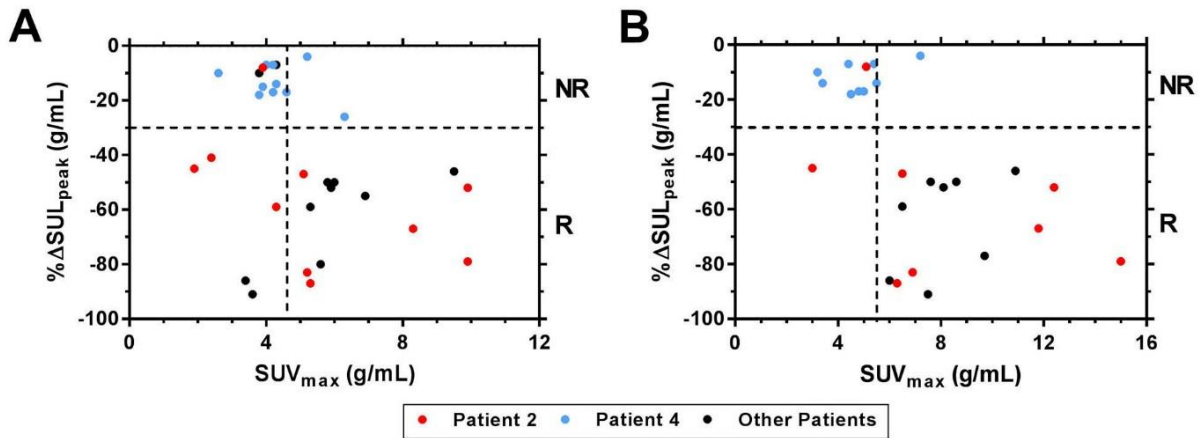 A
B
0
-20
-40
-60
-80
-100
%ΔSULpeak (g/mL)
NR
R
0
4
8
12
SUVmax (g/mL)
0
-20
-40
-60
-80
-100
%ΔSULpeak (g/mL)
NR
R
0
4
8
12
16
SUVmax (g/mL)
Patient 2 Patient 4 Other Patients